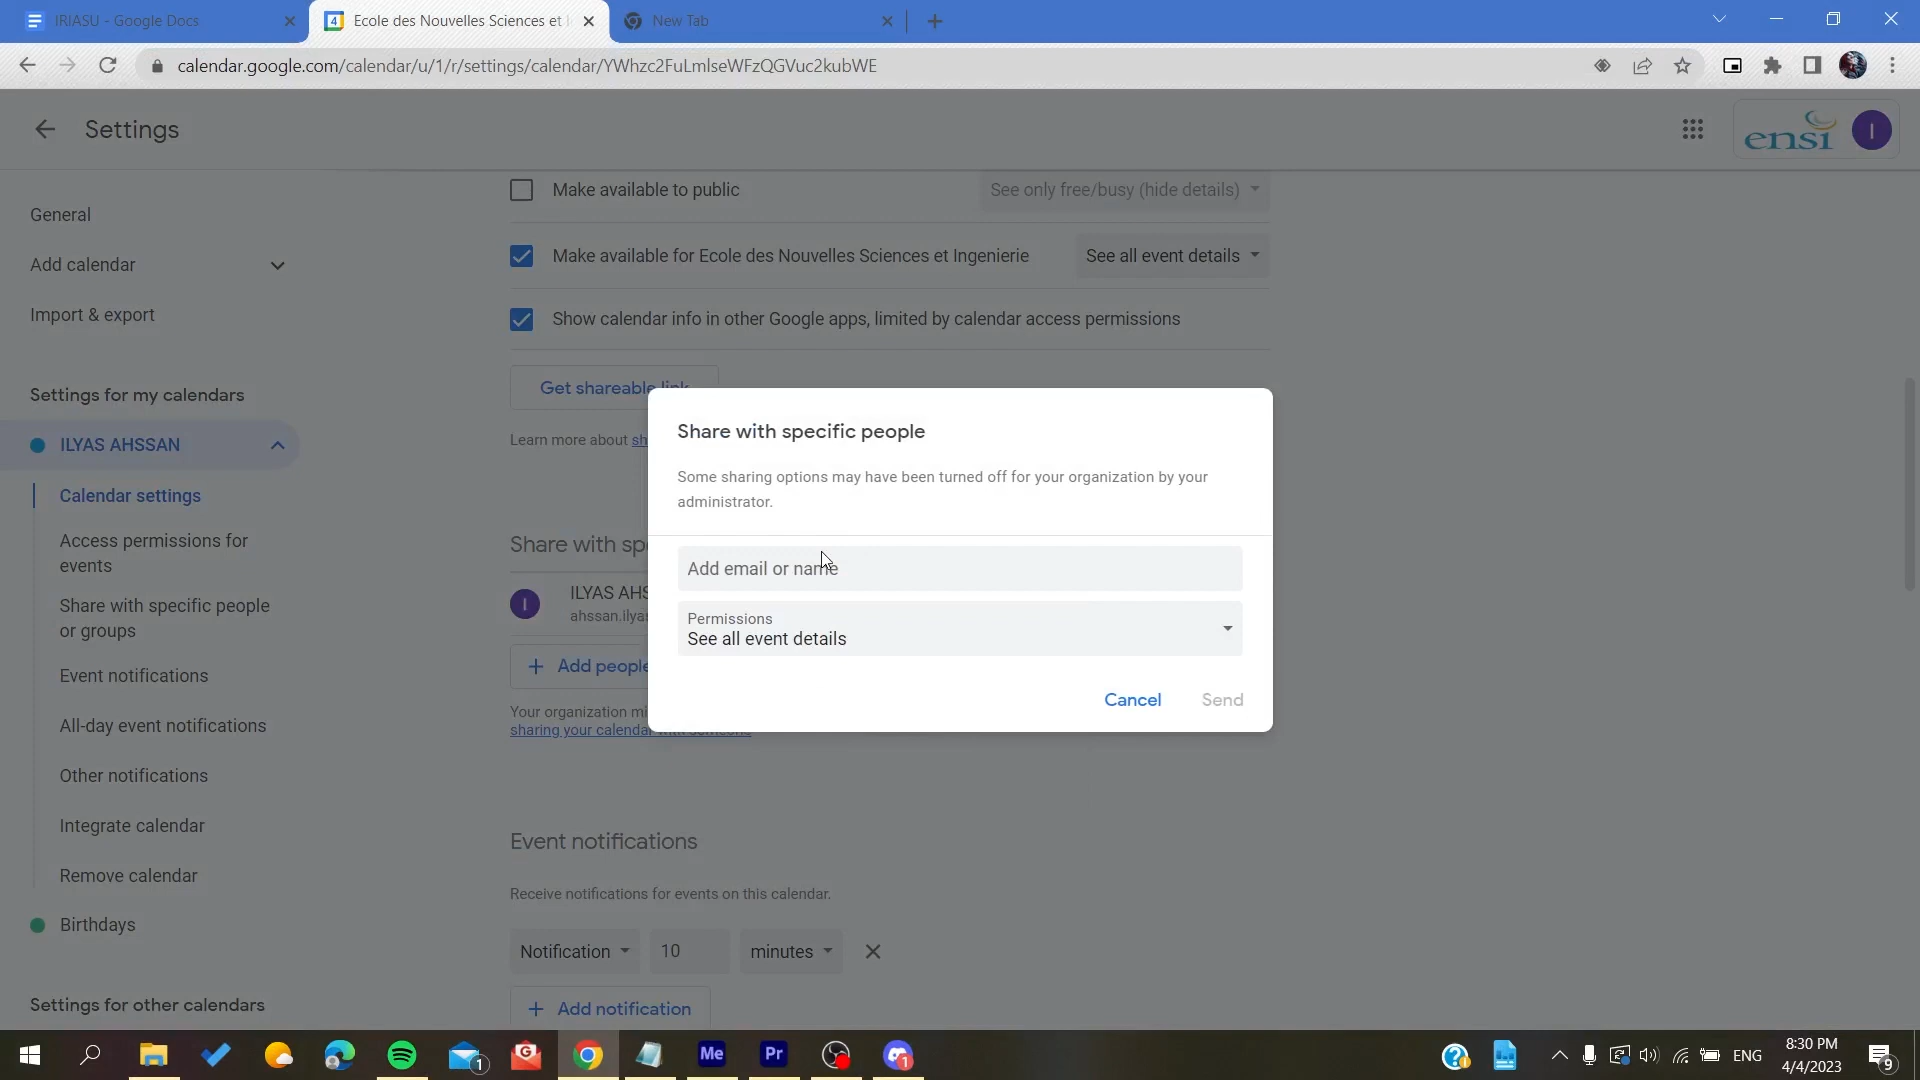 IRIASU - Google Docs
Ecole des Nouvelles Sciences et I
New Tab
calendar.google.com/calendar/u/1/r/settings/calendar/YWhzc2FuLmlseWFzQGVuc2kubWE
Settings
ensi
I
Make available to public
See only free/busy (hide details)
General
Make available for Ecole des Nouvelles Sciences et Ingenierie
See all event details
Add calendar
Import & export
Show calendar info in other Google apps, limited by calendar access permissions
Get shareable link
Settings for my calendars
Learn more about sh
ILYAS AHSSAN
Share with specific people
Some sharing options may have been turned off for your organization by your
administrator.
Calendar settings
Access permissions for
events
Share with spe
Add email or name
ILYAS AHS
ahssan.ilyas
I
Share with specific people
or groups
Permissions
See all event details
Add people
Event notifications
Cancel
Send
Your organization mi
sharing your calendar with someone
All-day event notifications
Other notifications
Integrate calendar
Event notifications
Remove calendar
Receive notifications for events on this calendar.
Birthdays
Notification
10
minutes
Settings for other calendars
Add notification
1
Me
Pr
1
ENG
8:30 PM
4/4/2023
9